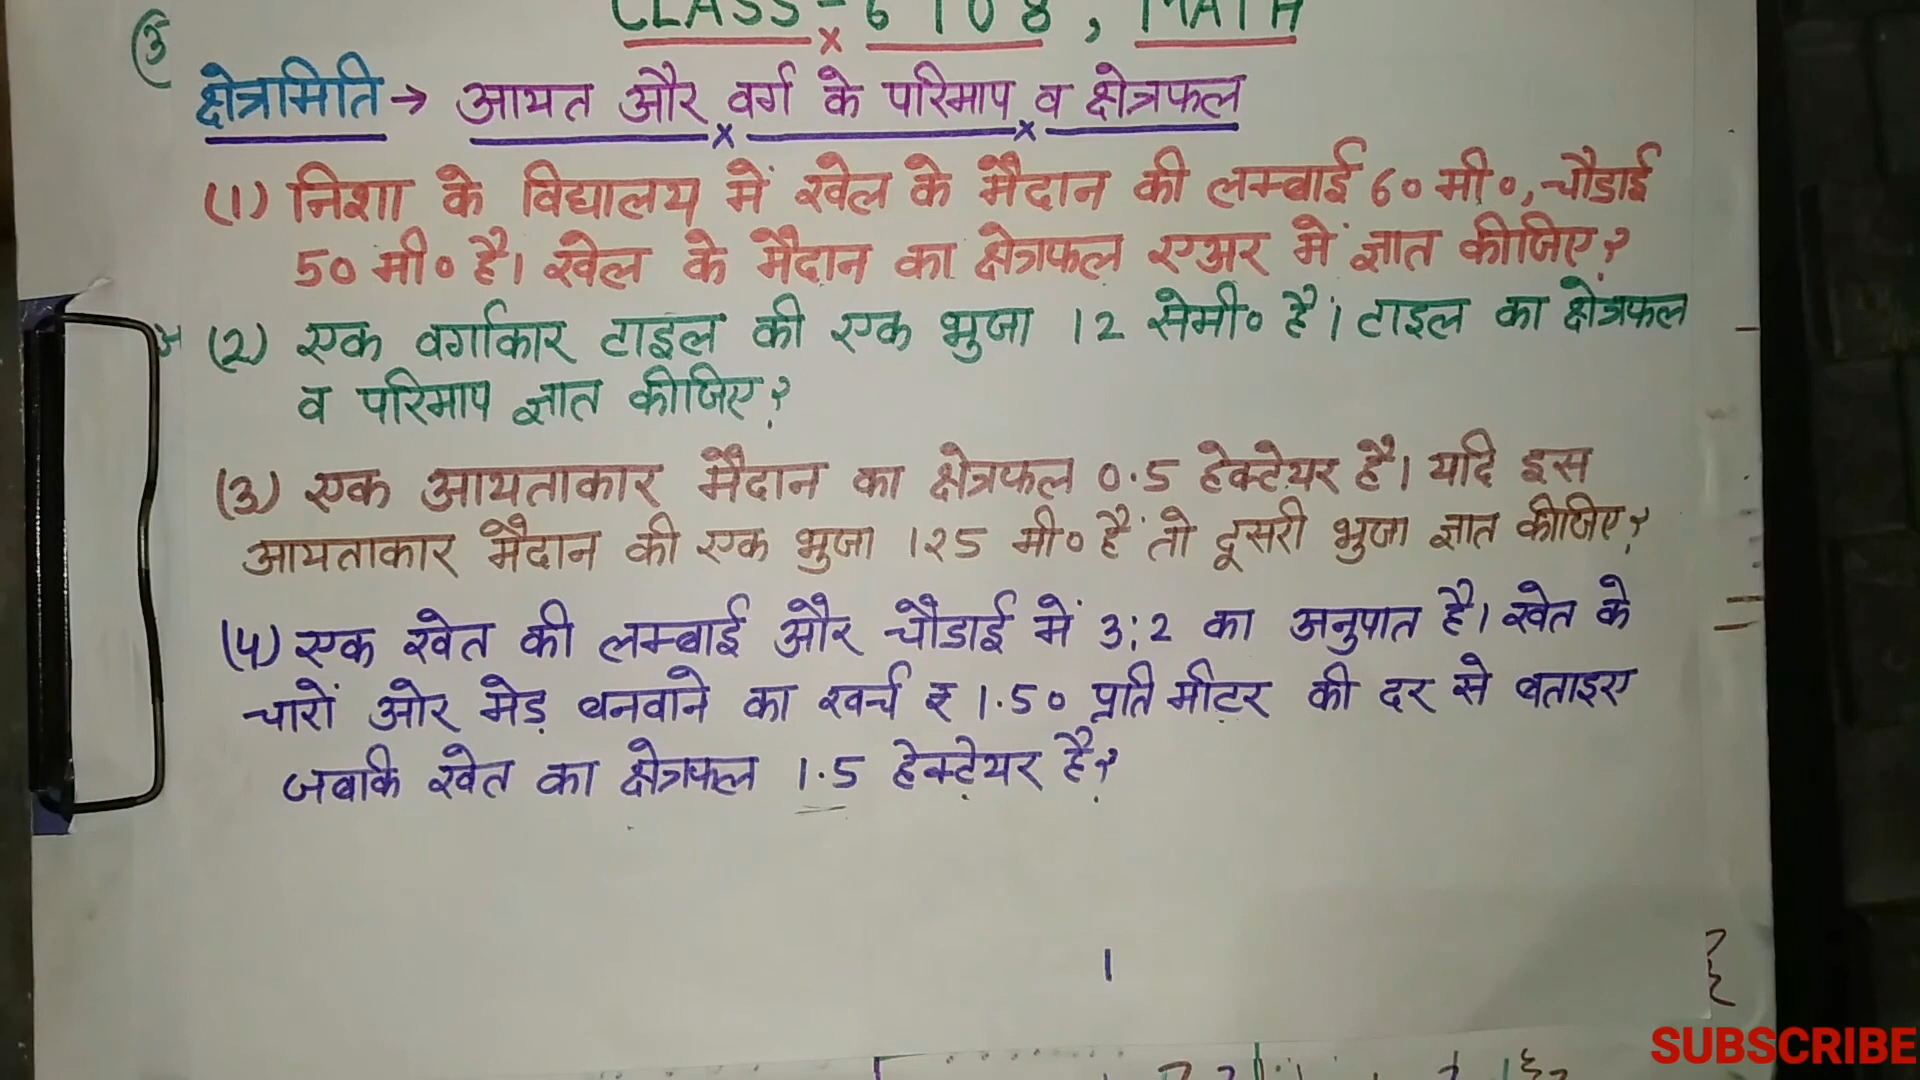 CLASS - 6 TO 8, MATH
क्षेत्रमिति → आयत और वर्ग के परिमाप व क्षेत्रफल
(1) निशा के विद्यालय में खेल के मैदान की लम्बाई 60 मी०, चौडाई
50 मी० है। खेल के मैदान का क्षेत्रफल एअर में ज्ञात कीजिए?
(2) एक वर्गाकार टाइल की एक भुजा 12 सेमी० है। टाइल का क्षेत्रफल
व परिमाप ज्ञात कीजिए?
(3) एक आयताकार मैदान का क्षेत्रफल 0.5 हेक्टेयर है। यदि इस
आयताकार मैदान की एक भुजा 125 मी० है तो दूसरी भुजा ज्ञात कीजिए?
(4) एक खेत की लम्बाई और चौडाई में 3:2 का अनुपात है। खेत के
चारों ओर मेड़ बनवाने का खर्च ₹ 1.50 प्रति मीटर की दर से बताइए
जबकि खेत का क्षेत्रफल 1.5 हेक्टेयर है?
SUBSCRIBE